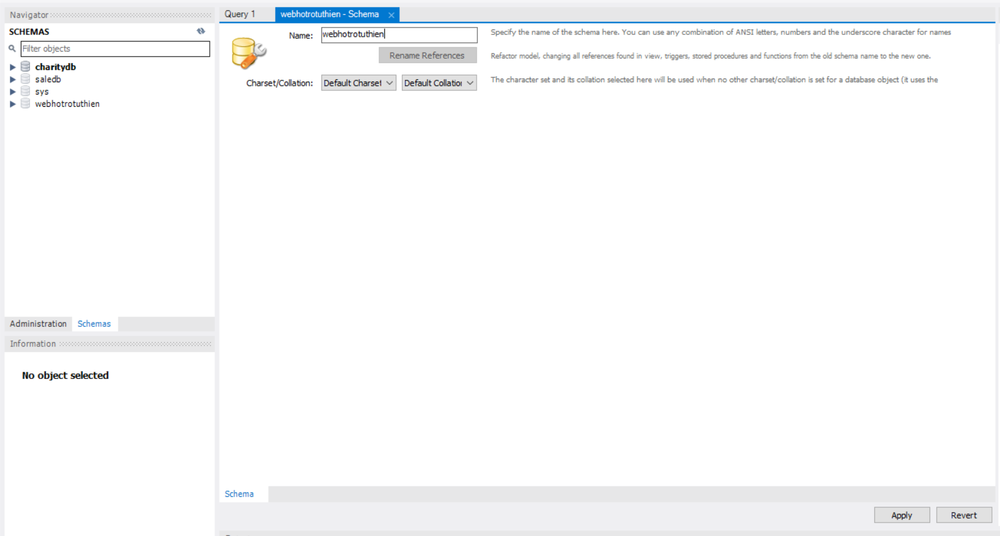 Navigator
SCHEMAS
Filter objects
charitydb
saledb
sys
webhotrotuthien
Administration Schemas
Information
No object selected
Query 1 webhotrotuthien - Schema
Name: webhotrotuthien Specify the name of the schema here. You can use any combination of ANSI letters, numbers and the underscore character for names
Rename References Refactor model, changing all references found in view, triggers, stored procedures and functions from the old schema name to the new one.
Charset/Collation: Default Charset Default Collation The character set and its collation selected here will be used when no other charset/collation is set for a database object (it uses the
Schema
Apply Revert